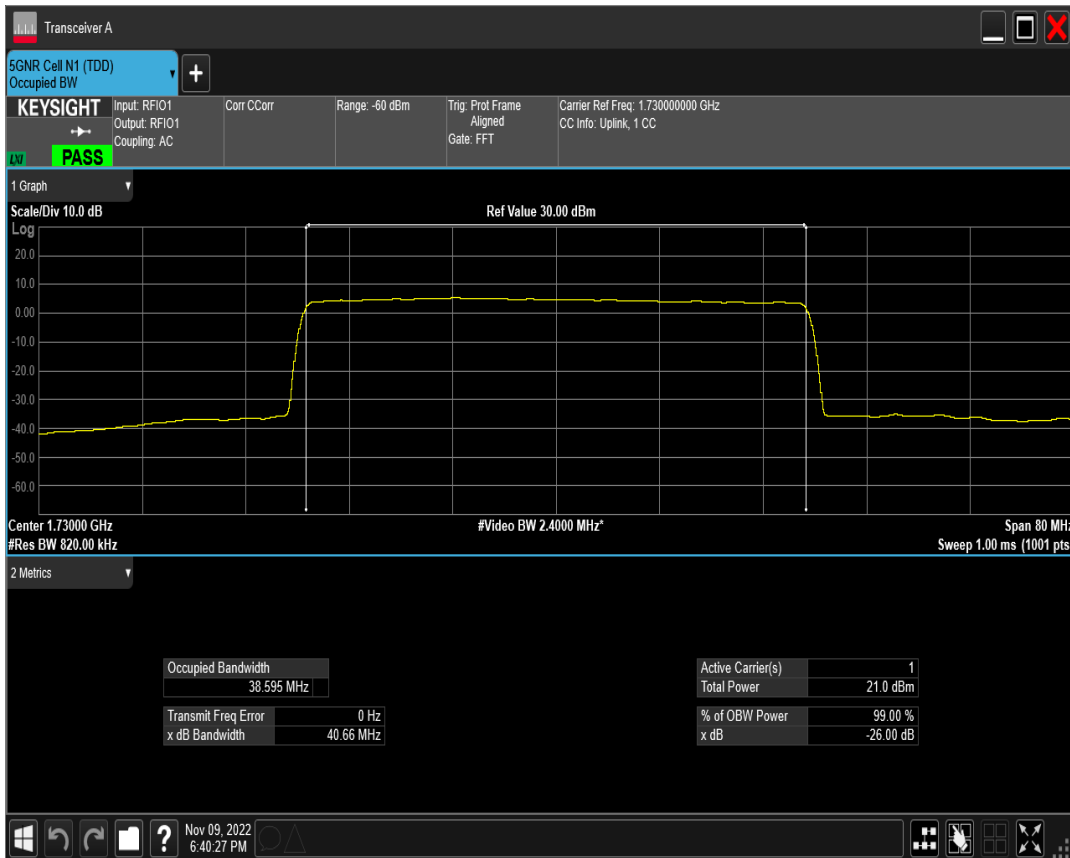 Transceiver A
5GNR Cell N1 (TDD)
Occupied BW
+
KEYSIGHT
LXI
PASS
Input: RFIO1
Output: RFIO1
Coupling: AC
Corr CCorr
Range: -60 dBm
Trig: Prot Frame
Aligned
Gate: FFT
Carrier Ref Freq: 1.730000000 GHz
CC Info: Uplink, 1 CC
1 Graph
Scale/Div 10.0 dB
Ref Value 30.00 dBm
Log
20.0
10.0
0.00
-10.0
-20.0
-30.0
-40.0
-50.0
-60.0
Center 1.73000 GHz
#Video BW 2.4000 MHz*
Span 80 MHz
#Res BW 820.00 kHz
Sweep 1.00 ms (1001 pts
2 Metrics
Occupied Bandwidth
38.595 MHz
Transmit Freq Error 0 Hz
x dB Bandwidth 40.66 MHz
Active Carrier(s) 1
Total Power 21.0 dBm
% of OBW Power 99.00 %
x dB -26.00 dB
?
Nov 09, 2022
6:40:27 PM